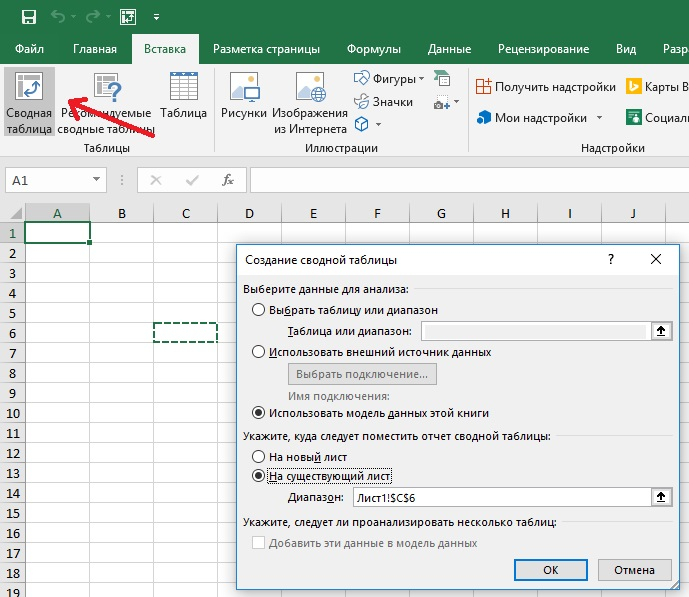 Файл Главная Вставка Разметка страницы Формулы Данные Рецензирование Вид Разр
Сводная таблица
Рекомендуемые сводные таблицы
Таблица
Таблицы
Рисунки
Изображения из Интернета
Фигуры
Значки
Иллюстрации
Получить надстройки
Мои надстройки
Карты B
Социал
Надстройки
A1 fx
A B C D E F G H I J
1
2
3
4
5
6
7
8
9
10
11
12
13
14
15
16
17
18
19
Создание сводной таблицы ?
Выберите данные для анализа:
Выбрать таблицу или диапазон
Таблица или диапазон:
Использовать внешний источник данных
Выбрать подключение...
Имя подключения:
Использовать модель данных этой книги
Укажите, куда следует поместить отчет сводной таблицы:
На новый лист
На существующий лист
Диапазон: Лист1!$C$6
Укажите, следует ли проанализировать несколько таблиц:
Добавить эти данные в модель данных
ОК Отмена